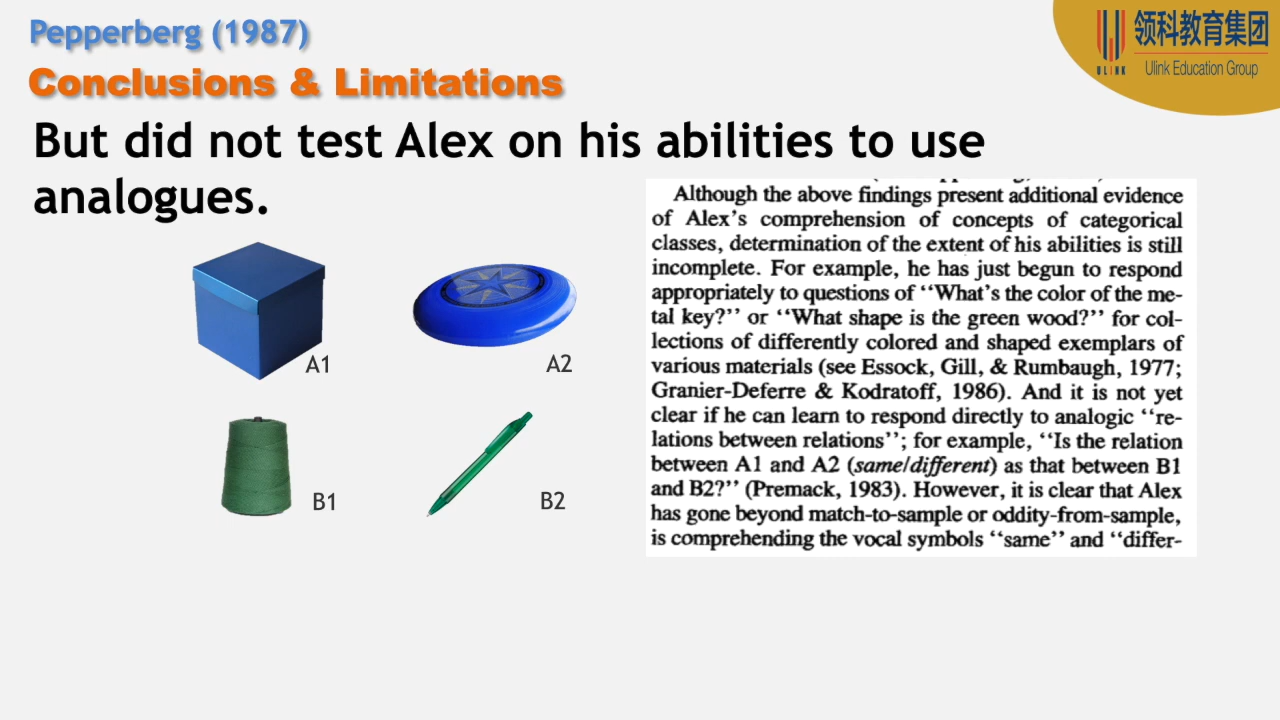 Pepperberg (1987)
Conclusions & Limitations
领科教育集团
ULINK
Ulink Education Group
But did not test Alex on his abilities to use
analogues.
A1
A2
B1
B2
Although the above findings present additional evidence
of Alex's comprehension of concepts of categorical
classes, determination of the extent of his abilities is still
incomplete. For example, he has just begun to respond
appropriately to questions of ‘‘What's the color of the me-
tal key?’’ or ‘‘What shape is the green wood?’’ for col-
lections of differently colored and shaped exemplars of
various materials (see Essock, Gill, & Rumbaugh, 1977;
Granier-Deferre & Kodratoff, 1986). And it is not yet
clear if he can learn to respond directly to analogic ‘‘re-
lations between relations’’; for example, ‘‘Is the relation
between A1 and A2 (same/different) as that between B1
and B2?’’ (Premack, 1983). However, it is clear that Alex
has gone beyond match-to-sample or oddity-from-sample,
is comprehending the vocal symbols ‘‘same’’ and ‘‘differ-